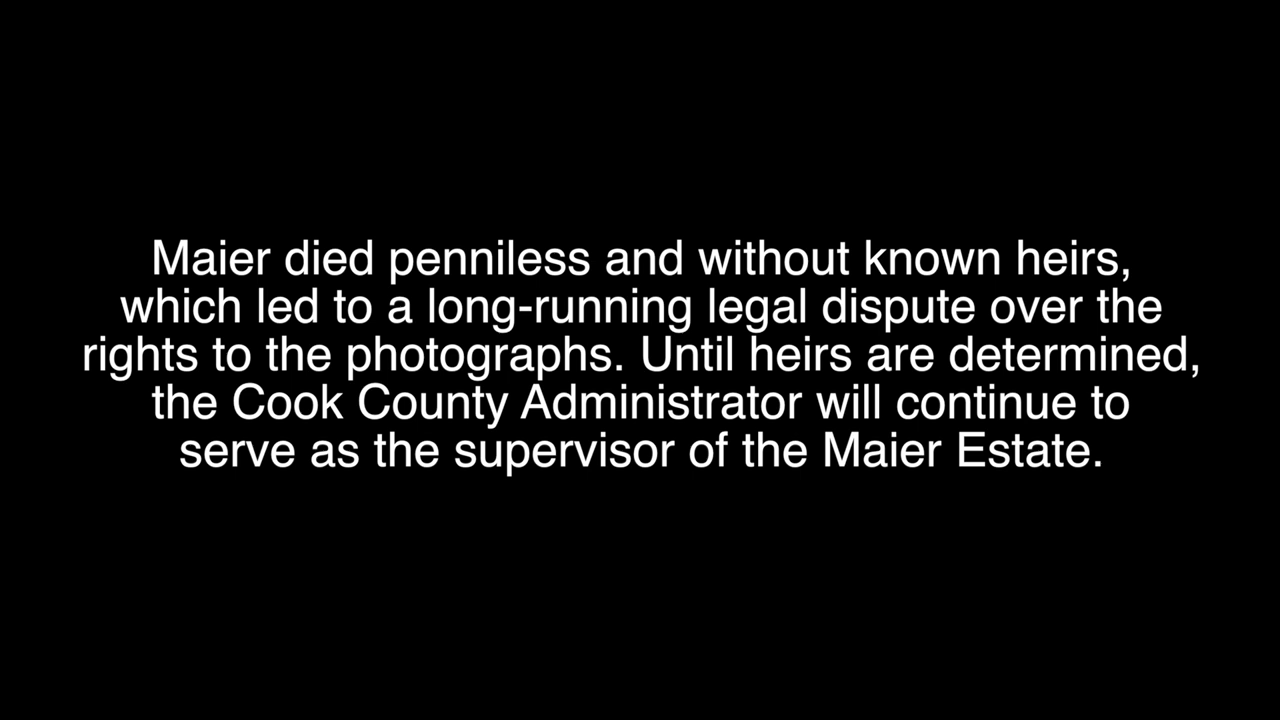 Maier died penniless and without known heirs,
which led to a long-running legal dispute over the
rights to the photographs. Until heirs are determined,
the Cook County Administrator will continue to
serve as the supervisor of the Maier Estate.